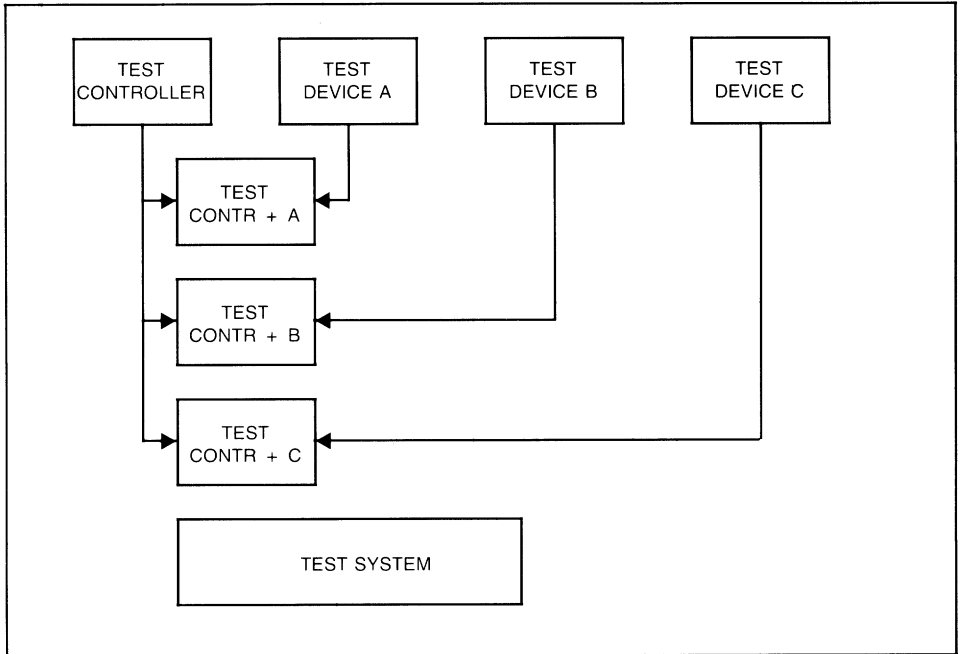 TEST
CONTROLLER
TEST
DEVICE A
TEST
DEVICE B
TEST
DEVICE C
TEST
CONTR + A
TEST
CONTR + B
TEST
CONTR + C
TEST SYSTEM